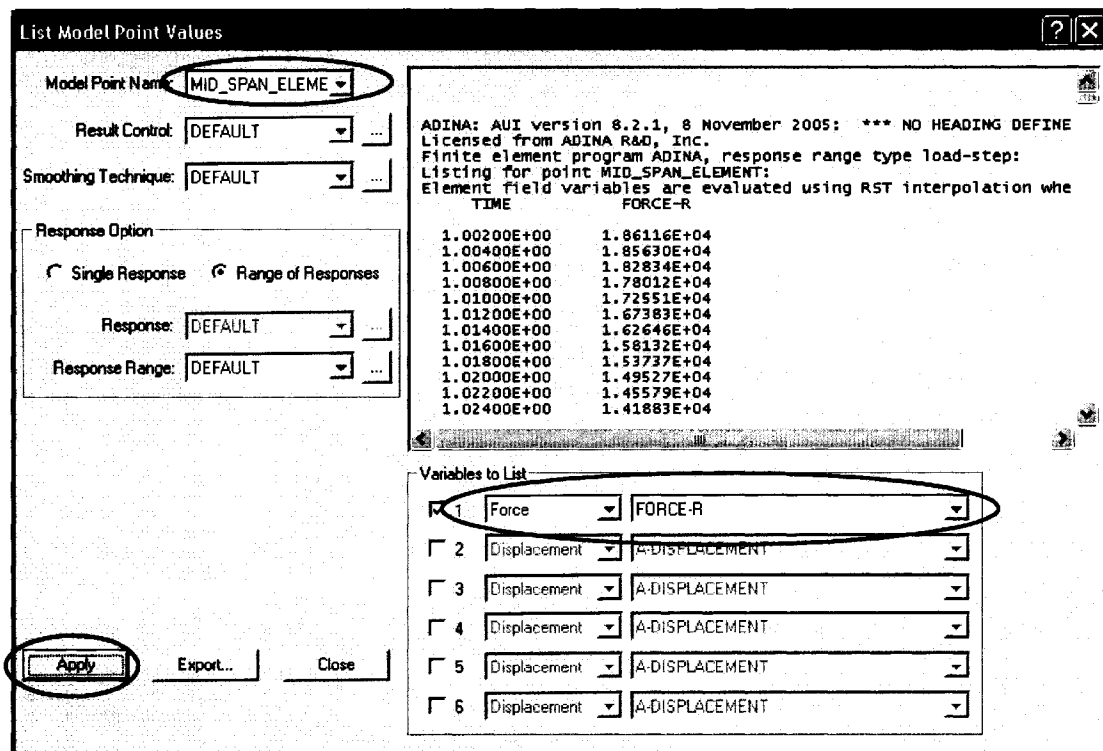 List Model Point Values
Model Point Name: MID_SPAN_ELEME
Result Control: DEFAULT ...
Smoothing Technique: DEFAULT ...
Response Option
Single Response Range of Responses
Response: DEFAULT ...
Response Range: DEFAULT ...
ADINA: AUI version 8.2.1, 8 November 2005: *** NO HEADING DEFINE
Licensed from ADINA R&D, Inc.
Finite element program ADINA, response range type load-step:
Listing for point MID_SPAN_ELEMENT:
Element field variables are evaluated using RST interpolation whe
TIME FORCE-R
1.00200E+00 1.86116E+04
1.00400E+00 1.85630E+04
1.00600E+00 1.82834E+04
1.00800E+00 1.78012E+04
1.01000E+00 1.72551E+04
1.01200E+00 1.67383E+04
1.01400E+00 1.62646E+04
1.01600E+00 1.58132E+04
1.01800E+00 1.53737E+04
1.02000E+00 1.49527E+04
1.02200E+00 1.45579E+04
1.02400E+00 1.41883E+04
Variables to List
1 Force FORCE-R
2 Displacement A-DISPLACEMENT
3 Displacement A-DISPLACEMENT
4 Displacement A-DISPLACEMENT
5 Displacement A-DISPLACEMENT
6 Displacement A-DISPLACEMENT
Apply Export... Close